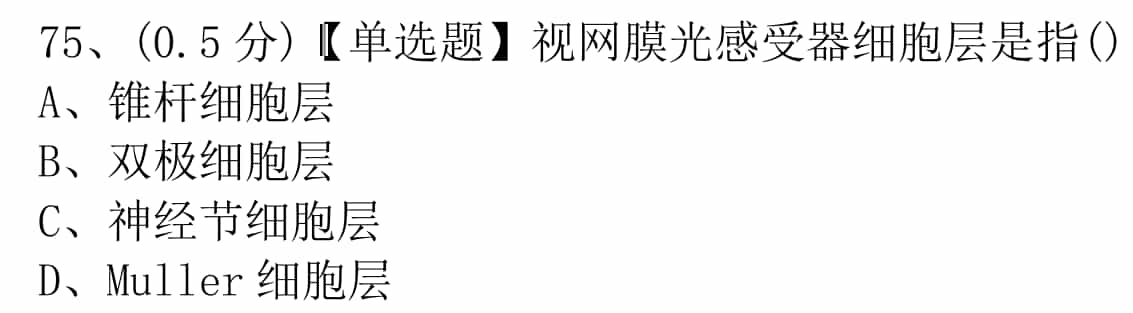 75、(0.5 分)【单选题】视网膜光感受器细胞层是指()
A、锥杆细胞层
B、双极细胞层
C、神经节细胞层
D、Muller 细胞层